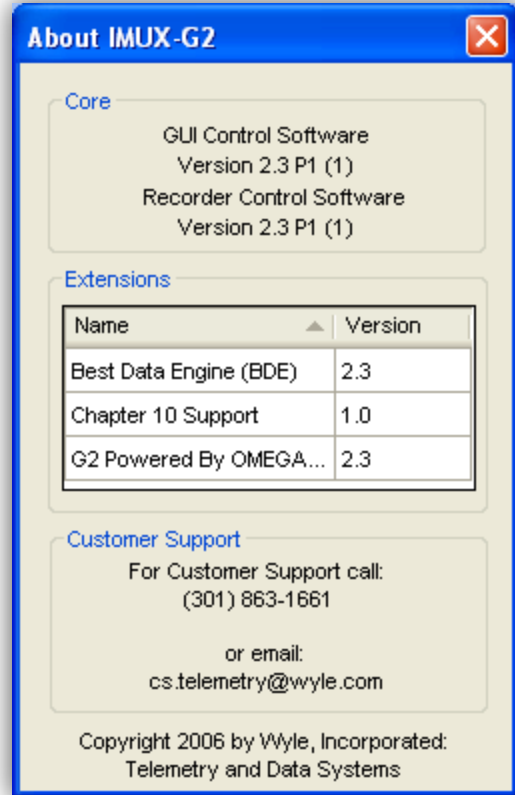 About IMUX-G2
Core
GUI Control Software
Version 2.3 P1 (1)
Recorder Control Software
Version 2.3 P1 (1)
Extensions
Name Version
Best Data Engine (BDE) 2.3
Chapter 10 Support 1.0
G2 Powered By OMEGA... 2.3
Customer Support
For Customer Support call:
(301) 863-1661
or email:
cs.telemetry@wyle.com
Copyright 2006 by Wyle, Incorporated:
Telemetry and Data Systems